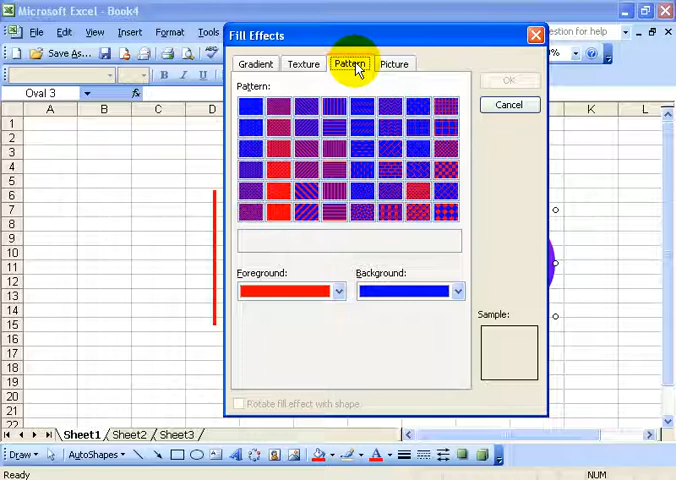 Microsoft Excel - Book4
File Edit View Insert Format Tools
estion for help
Save As...
%
B I U
Oval 3
A B C D K L
1
2
3
4
5
6
7
8
9
10
11
12
13
14
15
16
17
18
19
20
21
22
Fill Effects
Gradient Texture Pattern Picture
Pattern:
OK
Cancel
Foreground: Background:
Sample:
Rotate fill effect with shape
Sheet1 Sheet2 Sheet3
Draw AutoShapes A
Ready NUM